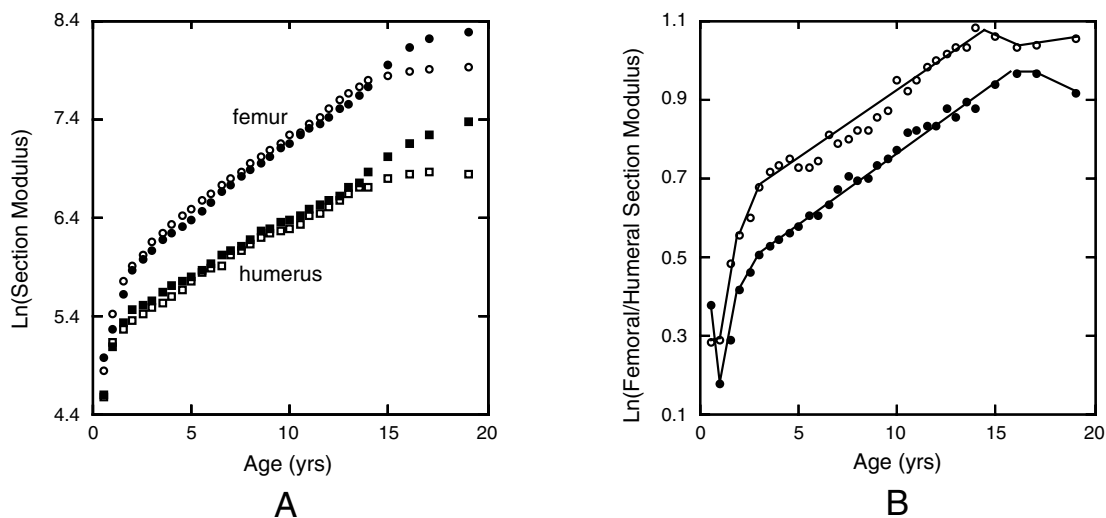 8.4
7.4
6.4
5.4
4.4
Ln(Section Modulus)
femur
humerus
0 5 10 15 20
Age (yrs)
A
1.1
0.9
0.7
0.5
0.3
0.1
Ln(Femoral/Humeral Section Modulus)
0 5 10 15 20
Age (yrs)
B